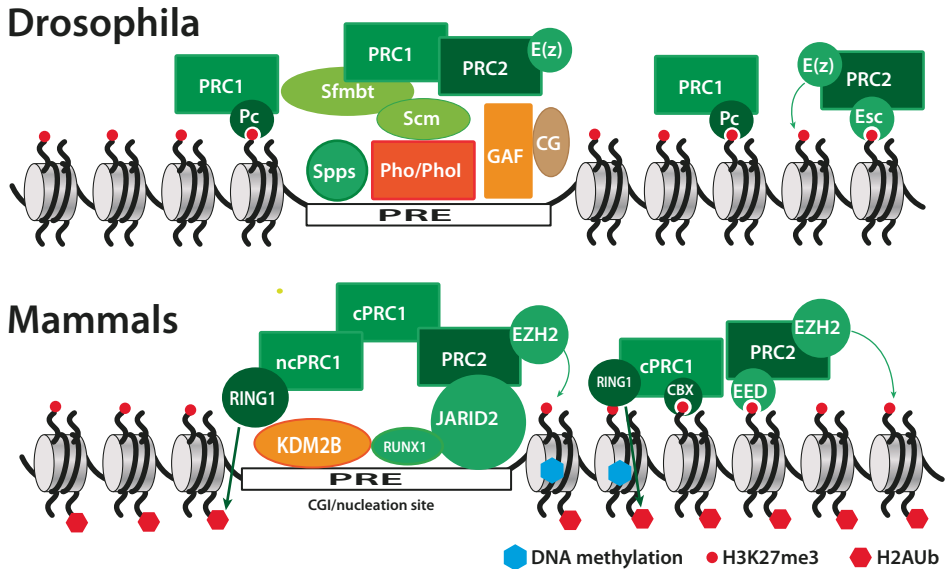 Drosophila
PRC1
Pc
Sfmbt
PRC1
PRC2
E(z)
Scm
Spps
Pho/Phol
GAF
CG
PRE
PRC1
Pc
E(z)
PRC2
Esc
Mammals
cPRC1
ncPRC1
PRC2
EZH2
RING1
KDM2B
RUNX1
JARID2
PRE
CGI/nucleation site
RING1
cPRC1
CBX
PRC2
EZH2
EED
DNA methylation
H3K27me3
H2AUb